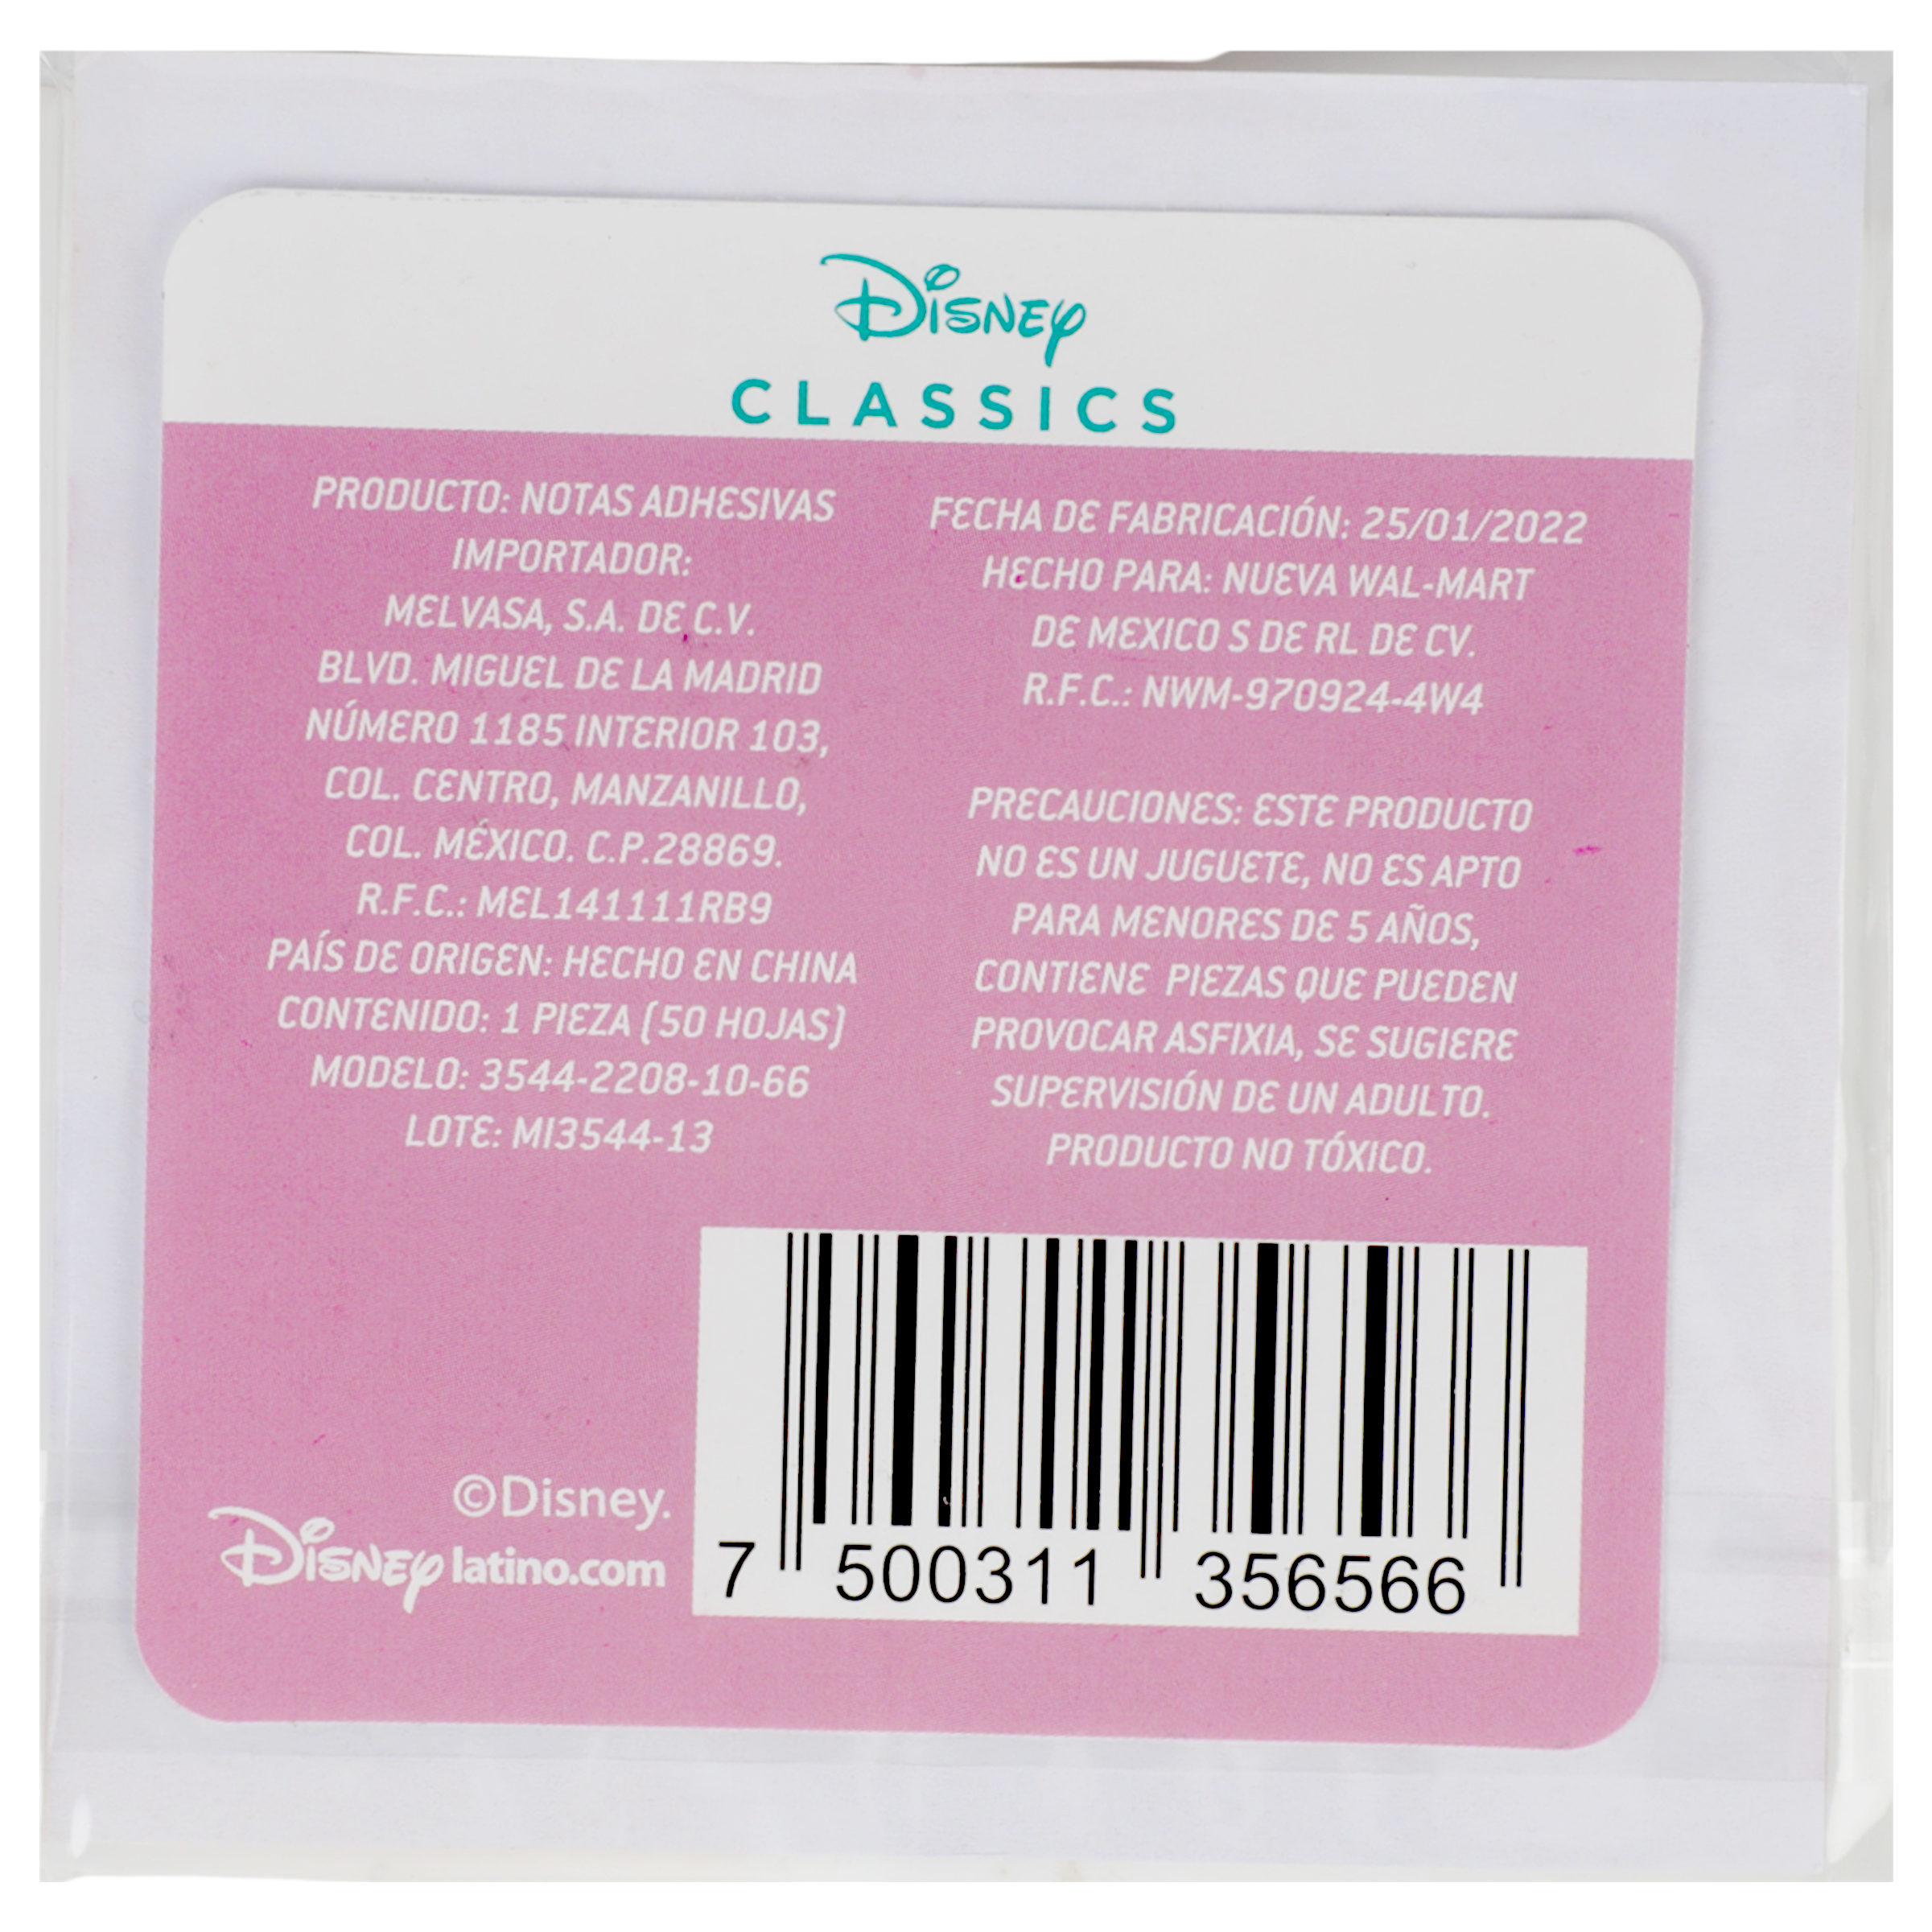 Disney
CLASSICS
PRODUCTO: NOTAS ADHESIVAS
IMPORTADOR:
MELVASA, S.A. DE C.V.
BLVD. MIGUEL DE LA MADRID
NÚMERO 1185 INTERIOR 103,
COL. CENTRO, MANZANILLO,
COL. MÉXICO. C.P.28869.
R.F.C.: MEL141111RB9
PAÍS DE ORIGEN: HECHO EN CHINA
CONTENIDO: 1 PIEZA (50 HOJAS)
MODELO: 3544-2208-10-66
LOTE: MI3544-13
FECHA DE FABRICACIÓN: 25/01/2022
HECHO PARA: NUEVA WAL-MART
DE MEXICO S DE RL DE CV.
R.F.C.: NWM-970924-4W4
PRECAUCIONES: ESTE PRODUCTO
NO ES UN JUGUETE, NO ES APTO
PARA MENORES DE 5 AÑOS,
CONTIENE PIEZAS QUE PUEDEN
PROVOCAR ASFIXIA, SE SUGIERE
SUPERVISIÓN DE UN ADULTO.
PRODUCTO NO TÓXICO.
©Disney.
Disney latino.com
7 500311 356566